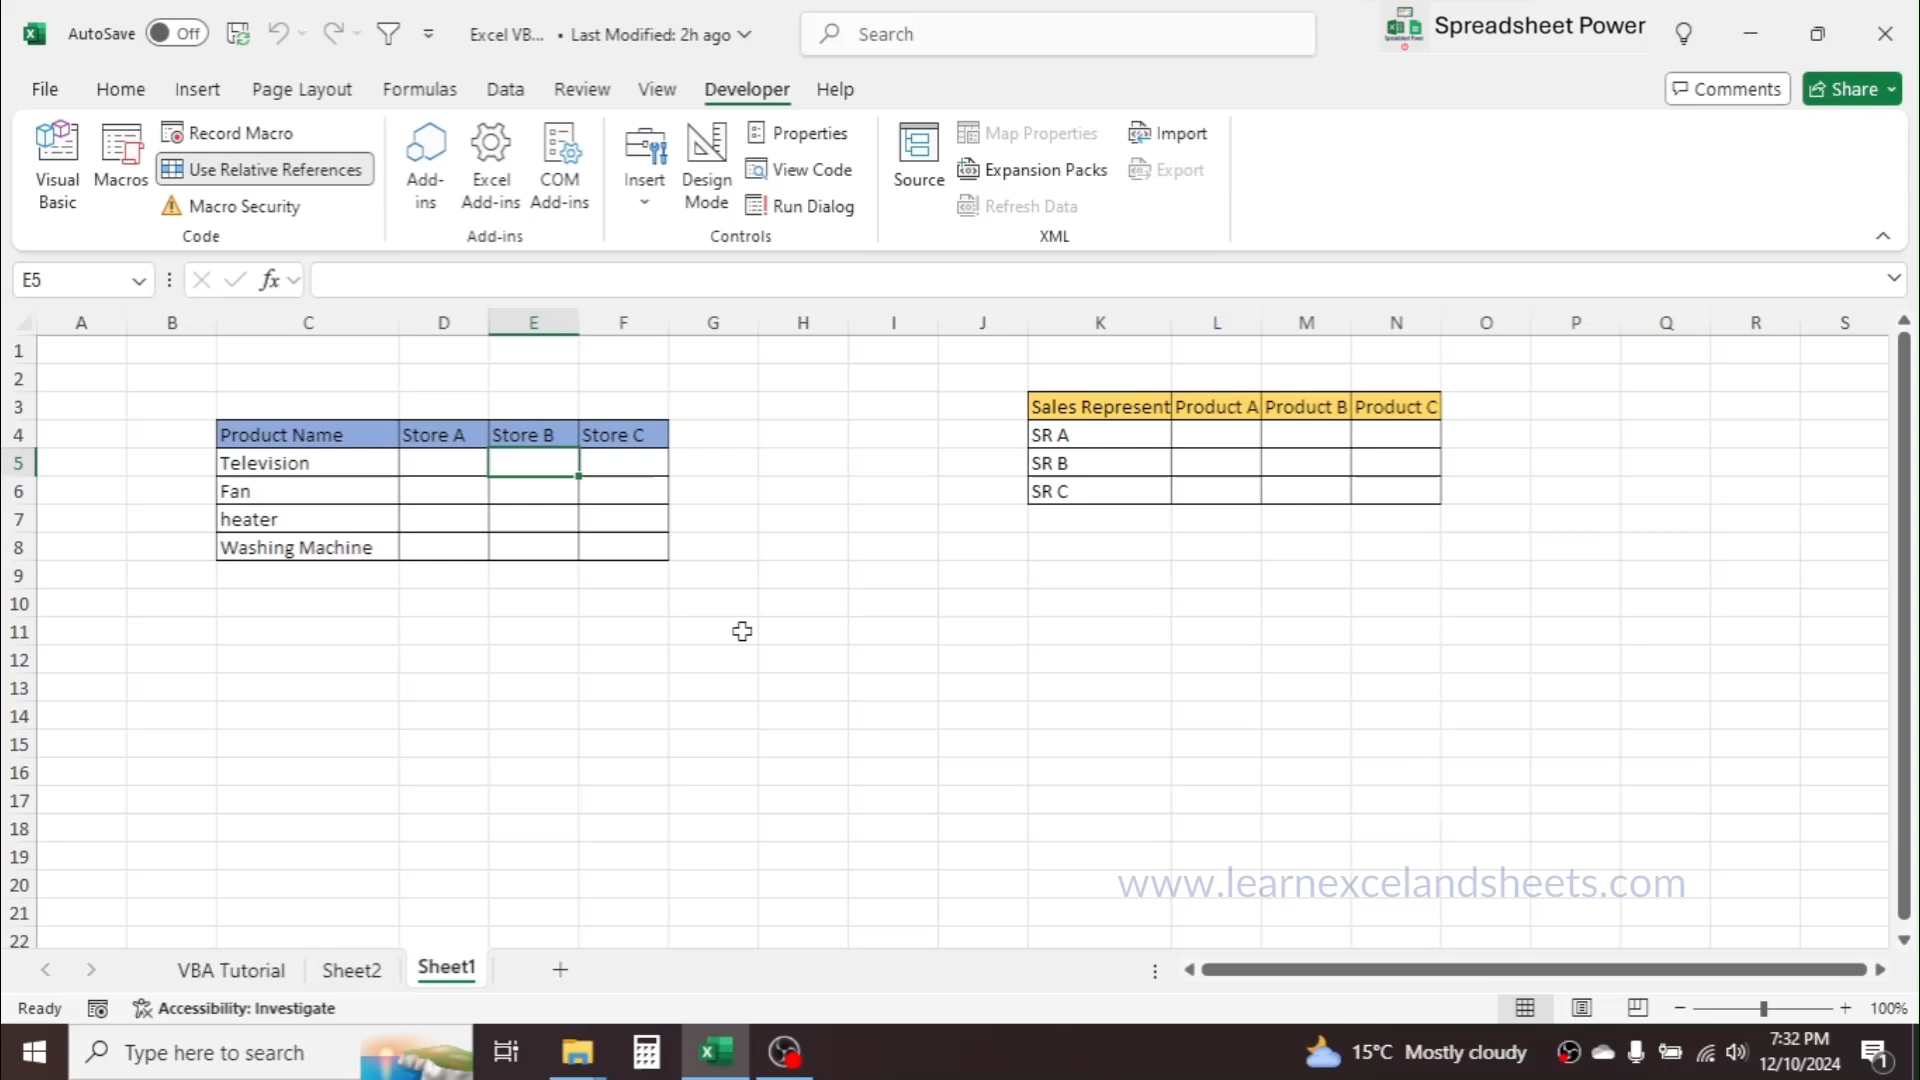 AutoSave Off Excel VB... • Last Modified: 2h ago Search Spreadsheet Power
File Home Insert Page Layout Formulas Data Review View Developer Help Comments Share
Visual Basic
Macros
Record Macro
Use Relative References
Macro Security
Code
Add-ins
Excel Add-ins
COM Add-ins
Add-ins
Insert
Design Mode
Properties
View Code
Run Dialog
Controls
Source
Map Properties
Expansion Packs
Refresh Data
Import
Export
XML
E5 fx
A B C D E F G H I J K L M N O P Q R S
1
2
3 Sales Represent Product A Product B Product C
4 Product Name Store A Store B Store C SR A
5 Television SR B
6 Fan SR C
7 heater
8 Washing Machine
9
10
11
12
13
14
15
16
17
18
19
20 www.learnexcelandsheets.com
21
22
VBA Tutorial Sheet2 Sheet1
Ready Accessibility: Investigate 100%
Type here to search 15°C Mostly cloudy 7:32 PM
12/10/2024 1